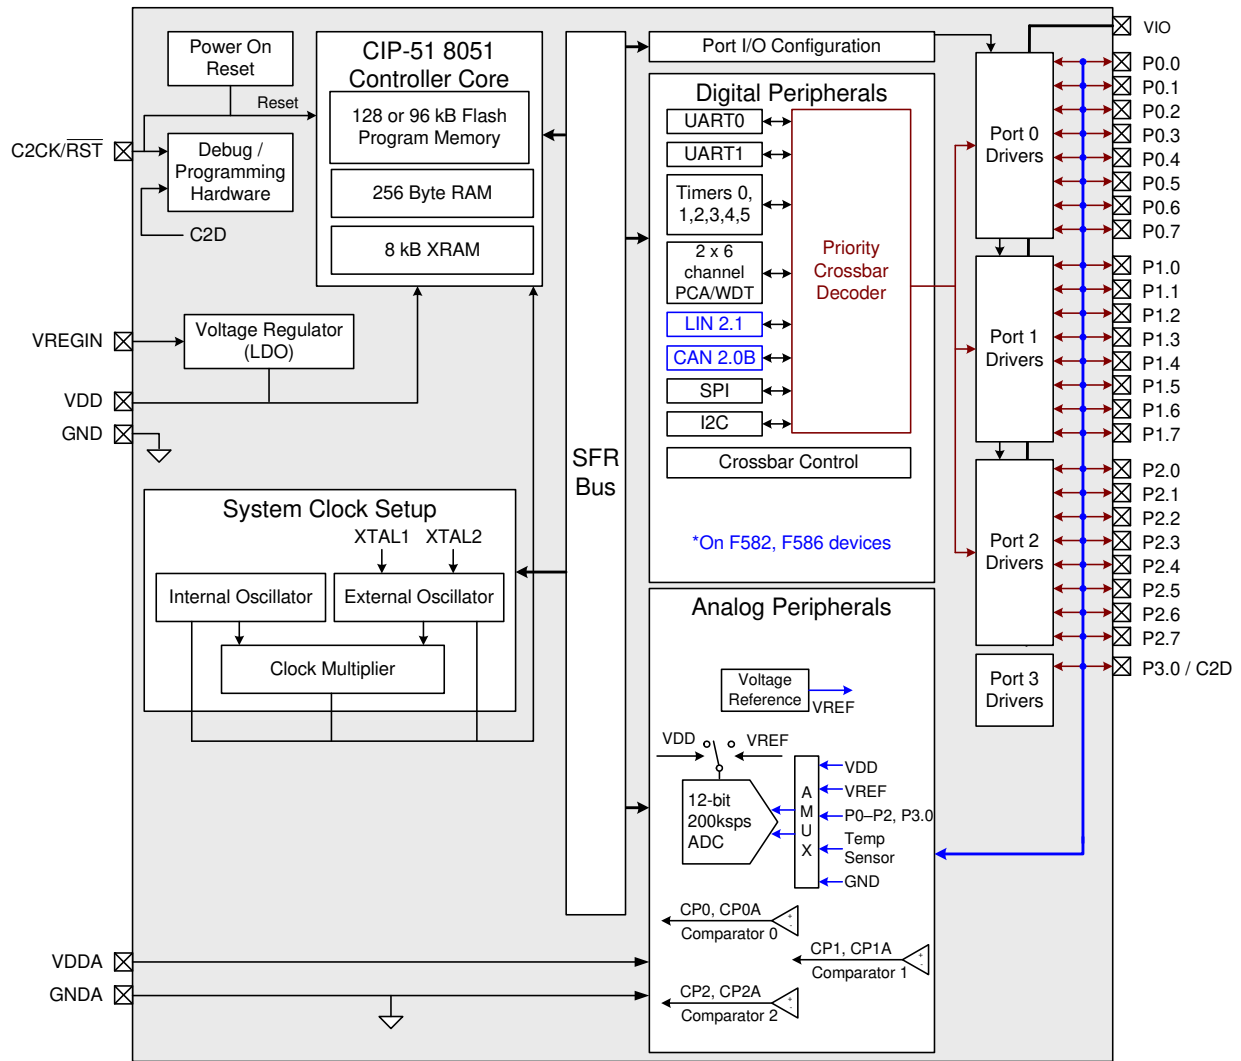 Power On
Reset
Reset
C2CK/RST
Debug /
Programming
Hardware
C2D
CIP-51 8051
Controller Core
128 or 96 kB Flash
Program Memory
256 Byte RAM
8 kB XRAM
VREGIN
Voltage Regulator
(LDO)
VDD
GND
System Clock Setup
XTAL1
XTAL2
Internal Oscillator
External Oscillator
Clock Multiplier
VDDA
GNDA
SFR
Bus
Port I/O Configuration
Digital Peripherals
UART0
UART1
Timers 0,
1,2,3,4,5
2 x 6
channel
PCA/WDT
LIN 2.1
CAN 2.0B
SPI
I2C
Priority
Crossbar
Decoder
Crossbar Control
*On F582, F586 devices
Analog Peripherals
Voltage
Reference
VREF
VDD
VREF
12-bit
200ksps
ADC
A
M
U
X
VDD
VREF
P0–P2, P3.0
Temp
Sensor
GND
CP0, CP0A
+
-
Comparator 0
CP1, CP1A
+
-
Comparator 1
CP2, CP2A
+
-
Comparator 2
Port 0
Drivers
Port 1
Drivers
Port 2
Drivers
Port 3
Drivers
VIO
P0.0
P0.1
P0.2
P0.3
P0.4
P0.5
P0.6
P0.7
P1.0
P1.1
P1.2
P1.3
P1.4
P1.5
P1.6
P1.7
P2.0
P2.1
P2.2
P2.3
P2.4
P2.5
P2.6
P2.7
P3.0 / C2D